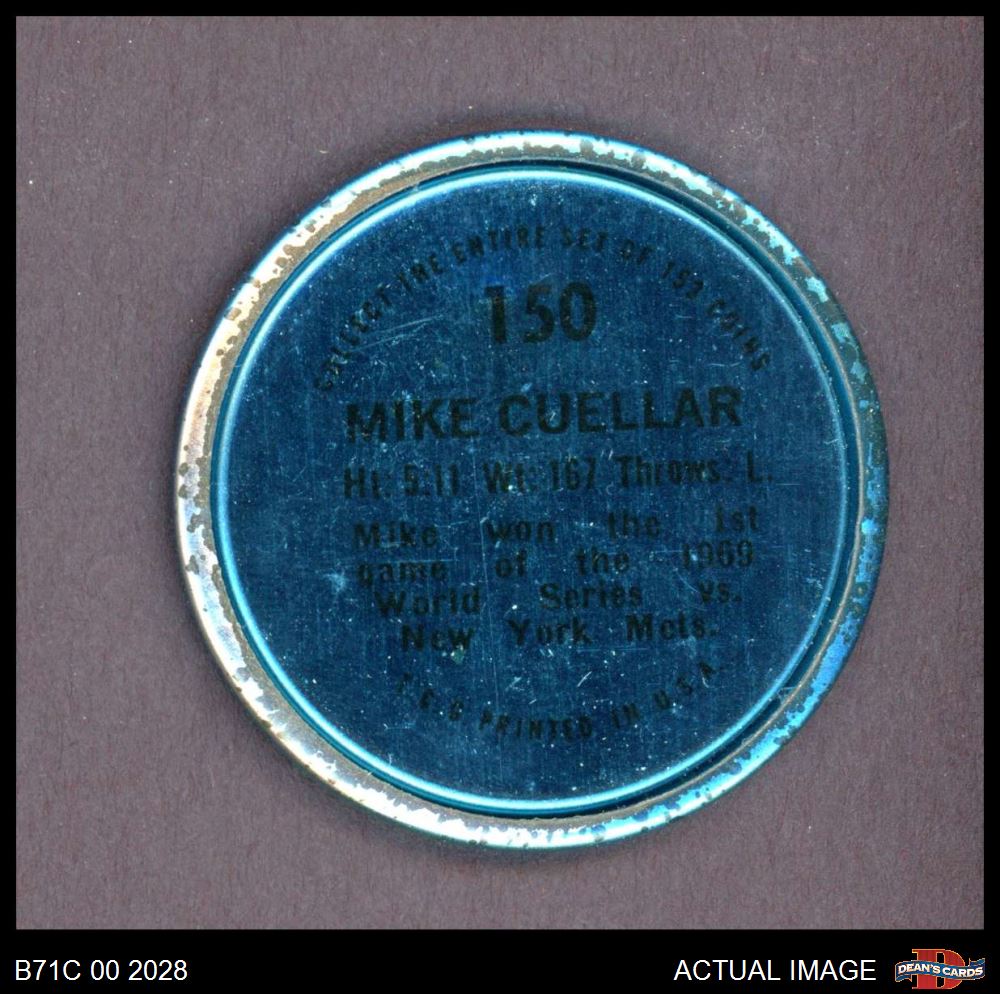 COLLECT THE ENTIRE SET OF 153 COINS
150
MIKE CUELLAR
Ht: 5:11 Wt: 167 Throws: L.
Mike won the 1st
game of the 1969
World Series vs.
New York Mets.
T.C.G PRINTED IN U.S.A.
B71C 00 2028
ACTUAL IMAGE
DEAN'S CARDS